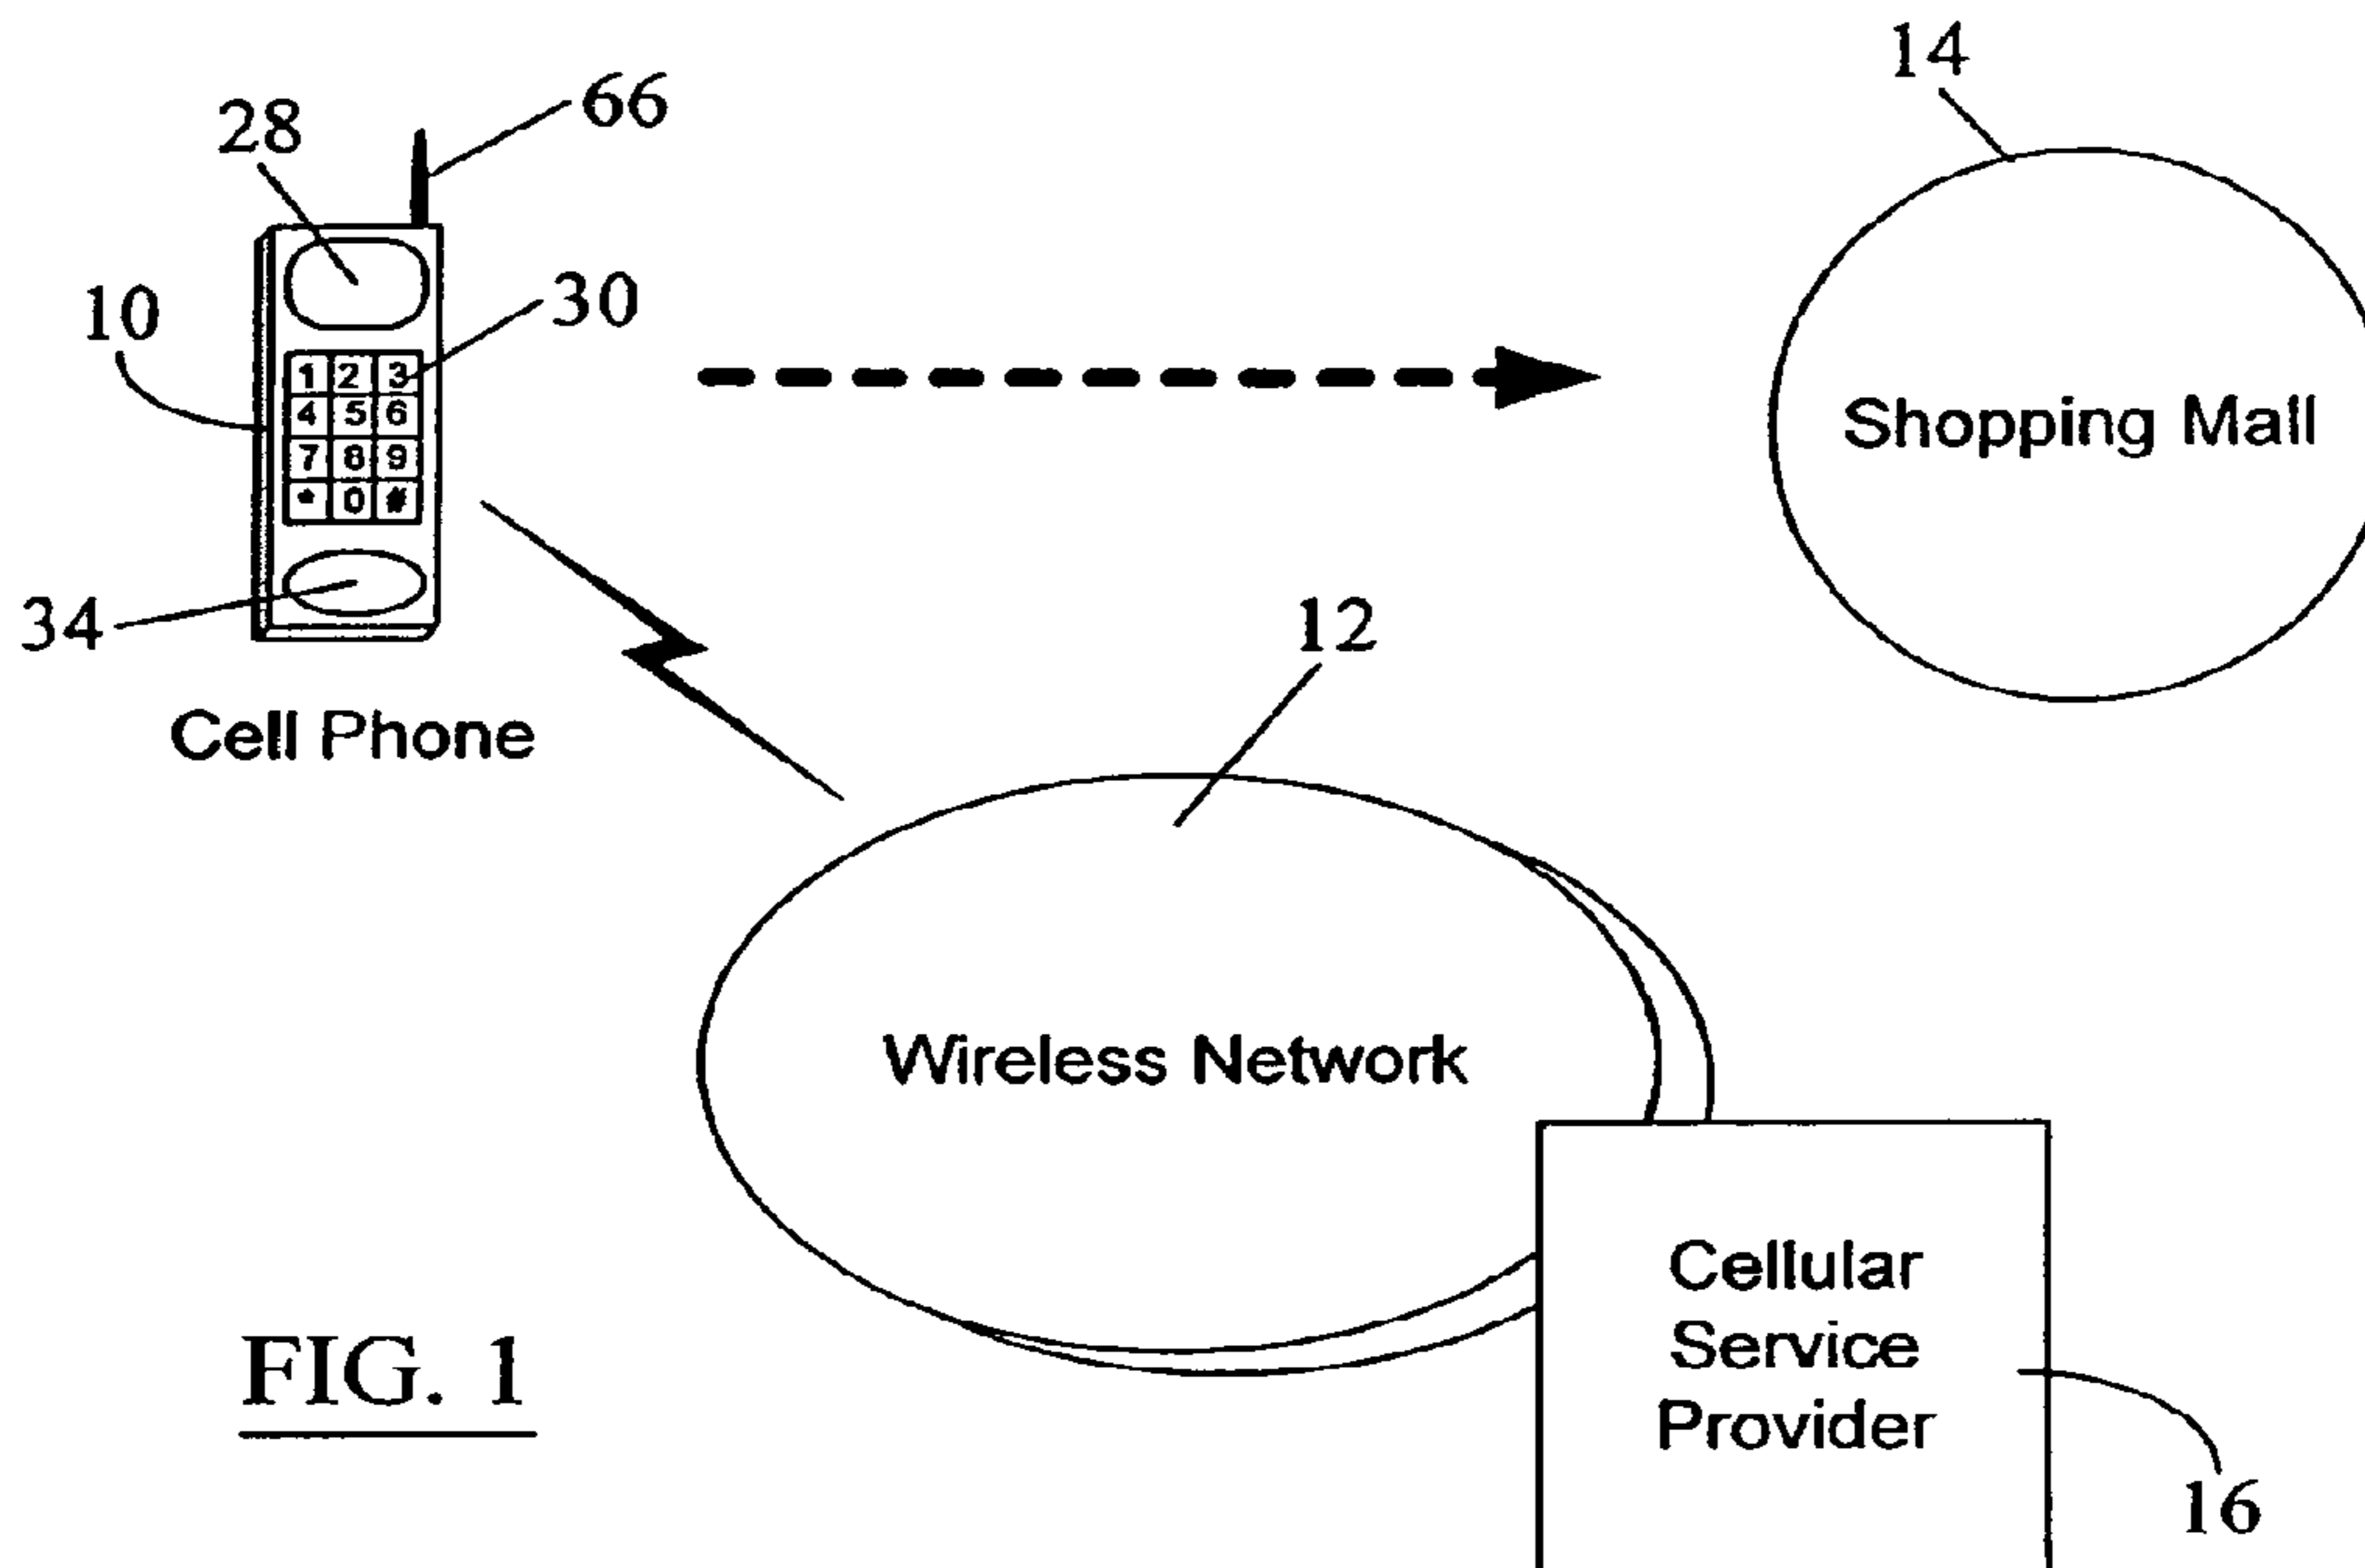 14
66
28
30
10
1 2 3
4 5 6
7 8 9
* 0 #
Shopping Mall
34
12
Cell Phone
Wireless Network
Cellular
Service
Provider
FIG. 1
16